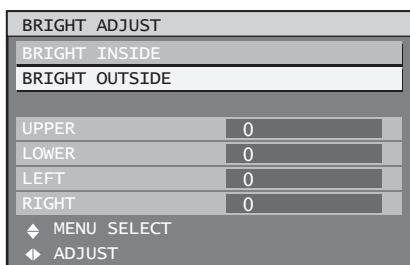 BRIGHT ADJUST
BRIGHT INSIDE
BRIGHT OUTSIDE
UPPER 0
LOWER 0
LEFT 0
RIGHT 0
MENU SELECT
ADJUST